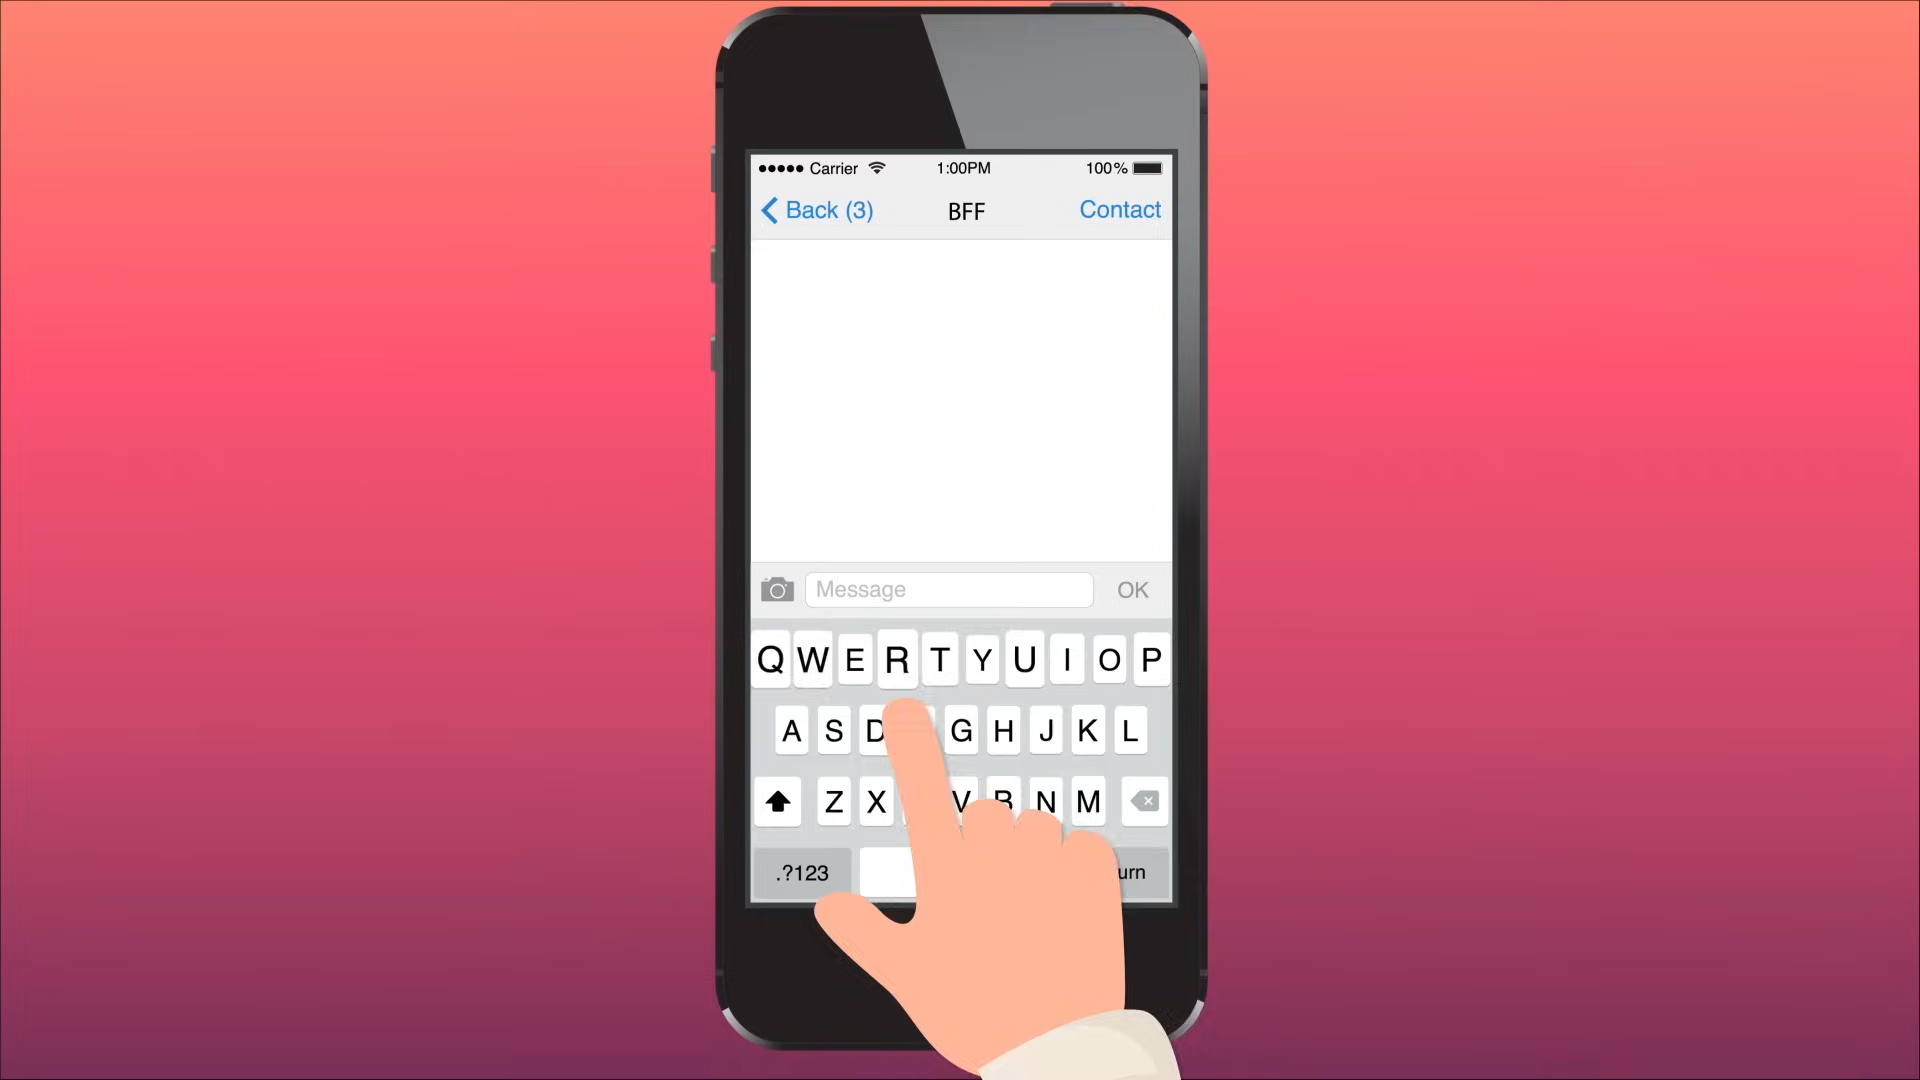 Carrier 1:00PM 100%
Back (3) BFF Contact
Message OK
Q W E R T Y U I O P
A S D G H J K L
Z X V B N M
.?123 urn